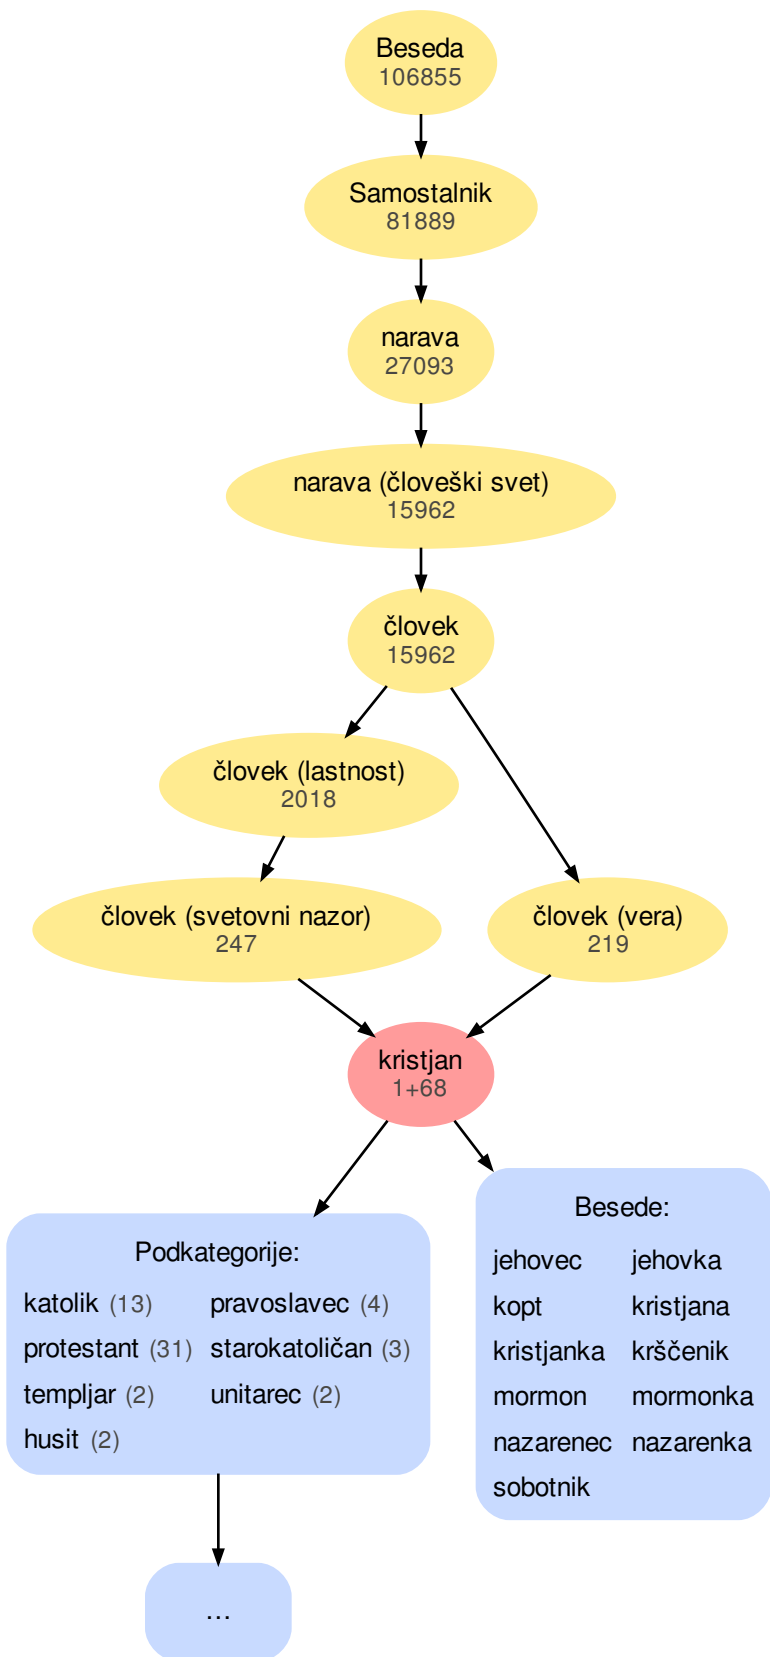 Beseda
106855
Samostalnik
81889
narava
27093
narava (človeški svet)
15962
človek
15962
človek (lastnost)
2018
človek (svetovni nazor)
247
človek (vera)
219
kristjan
1+68
Podkategorije:
katolik (13) pravoslavec (4)
protestant (31) starokatoličan (3)
templjar (2) unitarec (2)
husit (2)
Besede:
jehovec jehovka
kopt kristjana
kristjanka krščenik
mormon mormonka
nazarenec nazarenka
sobotnik
...